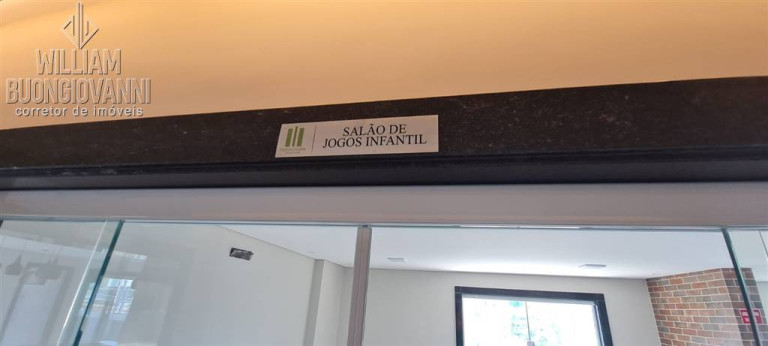 WILLIAM
BUONGIOVANNI
corretor de imóveis
SALÃO DE
JOGOS INFANTIL